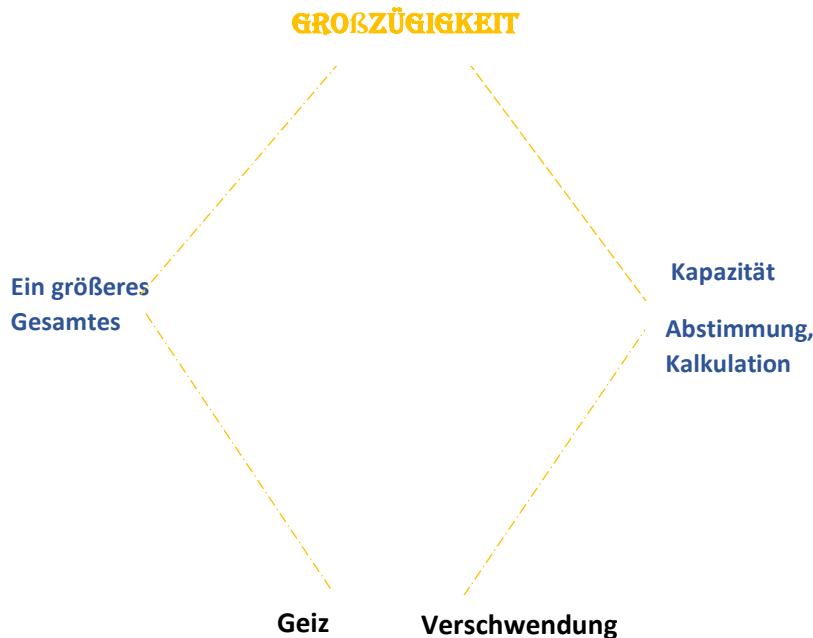 GROßZÜGIGKEIT
Ein größeres
Gesamtes
Kapazität
Abstimmung,
Kalkulation
Geiz
Verschwendung